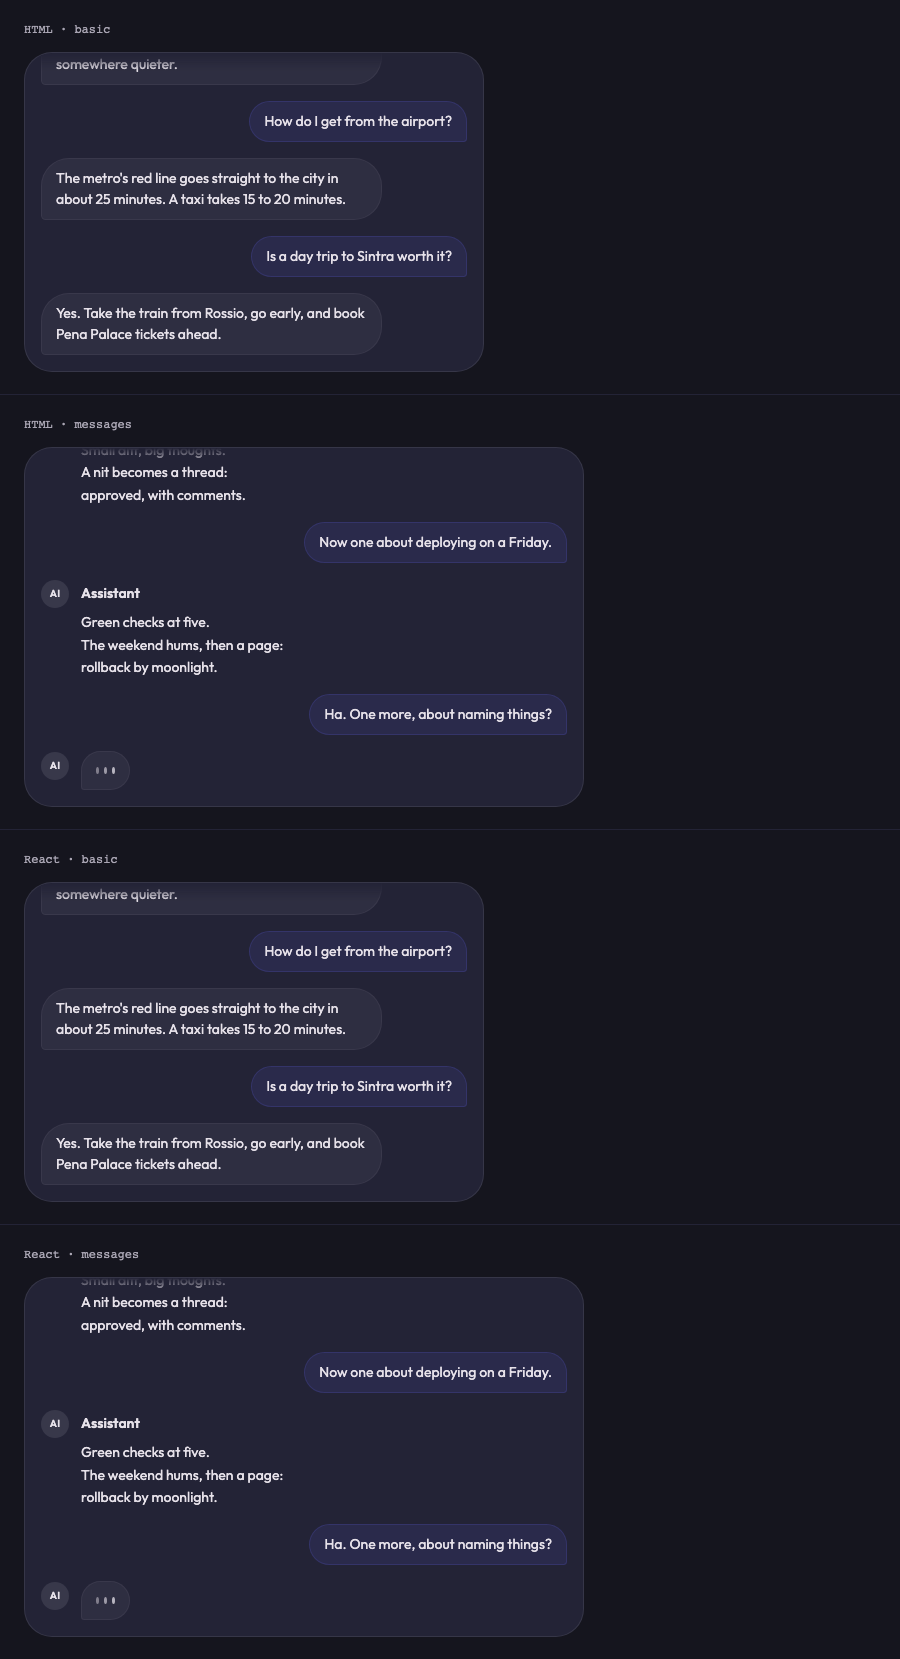 HTML · basic
somewhere quieter.
How do I get from the airport?
The metro's red line goes straight to the city in
about 25 minutes. A taxi takes 15 to 20 minutes.
Is a day trip to Sintra worth it?
Yes. Take the train from Rossio, go early, and book
Pena Palace tickets ahead.
HTML · messages
Small diff, big thoughts.
A nit becomes a thread:
approved, with comments.
Now one about deploying on a Friday.
AI
Assistant
Green checks at five.
The weekend hums, then a page:
rollback by moonlight.
Ha. One more, about naming things?
AI
React · basic
somewhere quieter.
How do I get from the airport?
The metro's red line goes straight to the city in
about 25 minutes. A taxi takes 15 to 20 minutes.
Is a day trip to Sintra worth it?
Yes. Take the train from Rossio, go early, and book
Pena Palace tickets ahead.
React · messages
Small diff, big thoughts.
A nit becomes a thread:
approved, with comments.
Now one about deploying on a Friday.
AI
Assistant
Green checks at five.
The weekend hums, then a page:
rollback by moonlight.
Ha. One more, about naming things?
AI